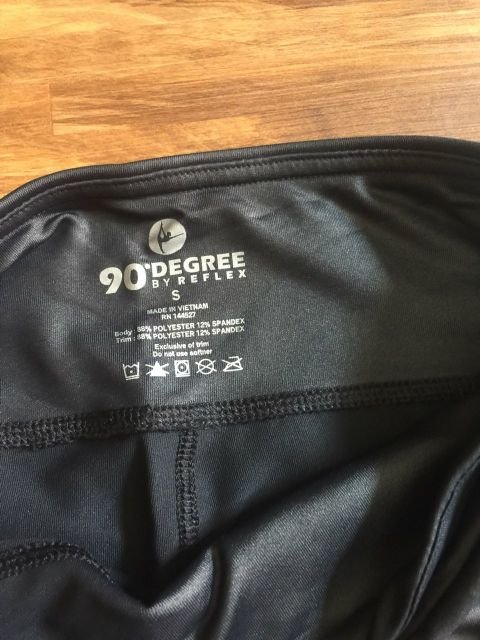 90° DEGREE
BY REFLEX
S
MADE IN VIETNAM
RN 144527
Body : 88% POLYESTER 12% SPANDEX
Trim : 88% POLYESTER 12% SPANDEX
Exclusive of trim
Do not use softner